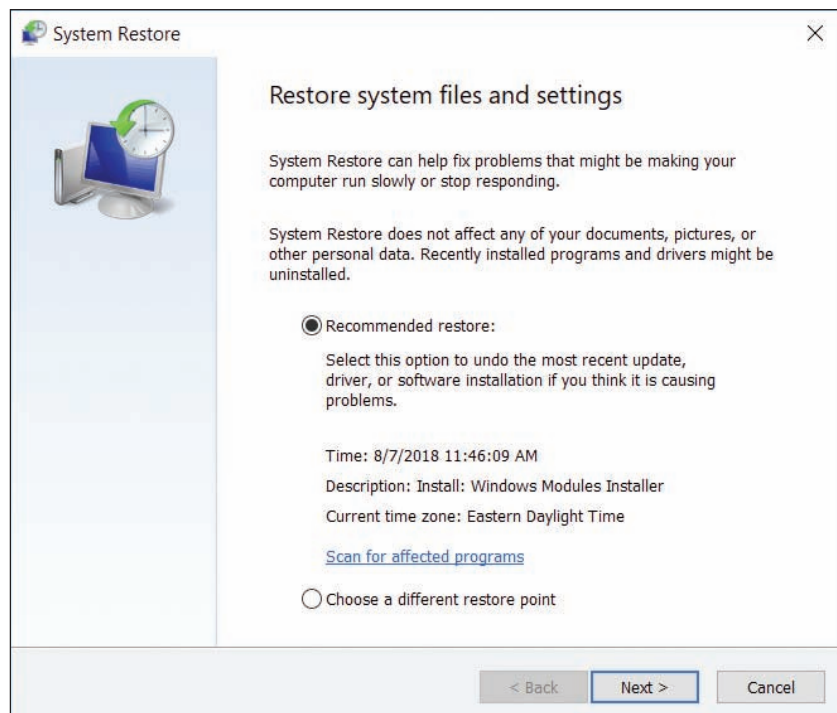 System Restore
Restore system files and settings
System Restore can help fix problems that might be making your
computer run slowly or stop responding.
System Restore does not affect any of your documents, pictures, or
other personal data. Recently installed programs and drivers might be
uninstalled.
Recommended restore:
Select this option to undo the most recent update,
driver, or software installation if you think it is causing
problems.
Time: 8/7/2018 11:46:09 AM
Description: Install: Windows Modules Installer
Current time zone: Eastern Daylight Time
Scan for affected programs
Choose a different restore point
< Back
Next >
Cancel